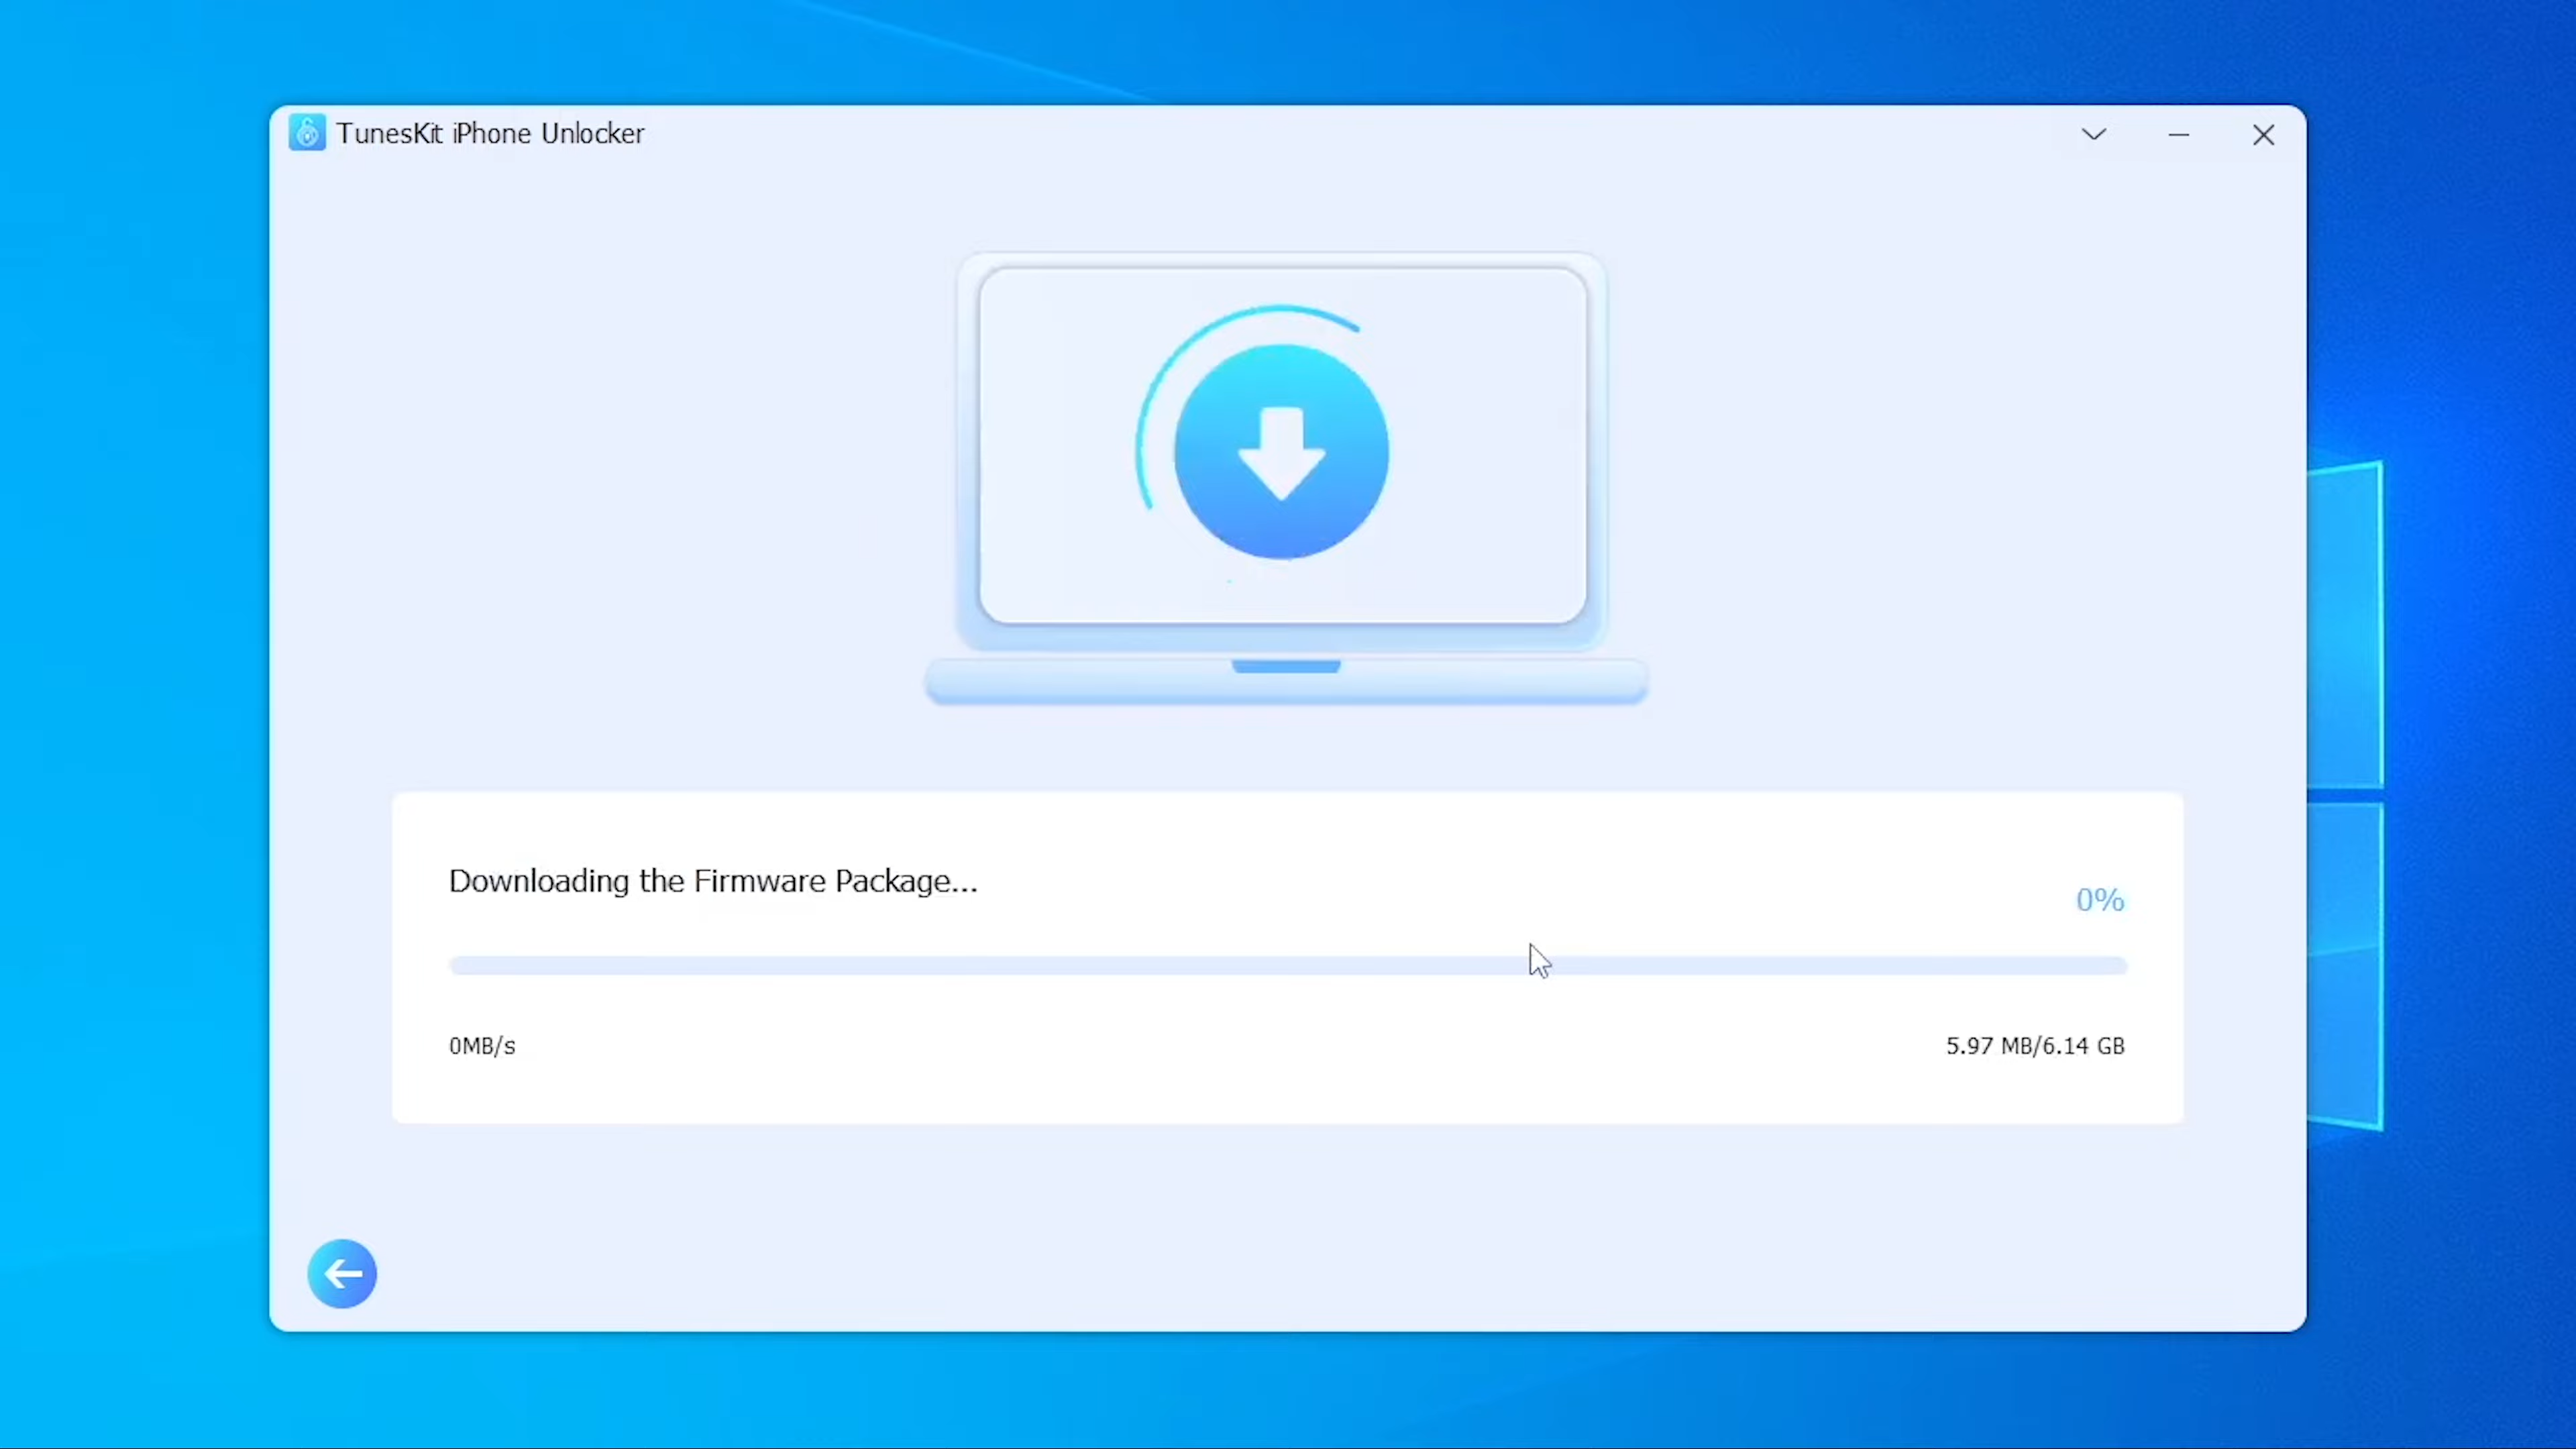 TunesKit iPhone Unlocker
Downloading the Firmware Package...
0%
0MB/s
5.97 MB/6.14 GB